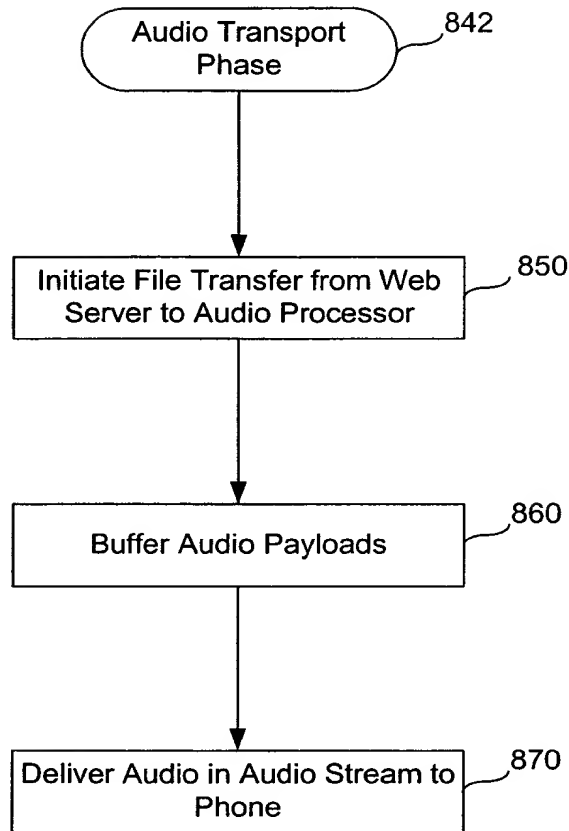 Audio Transport
Phase
842
Initiate File Transfer from Web
Server to Audio Processor
850
Buffer Audio Payloads
860
Deliver Audio in Audio Stream to
Phone
870